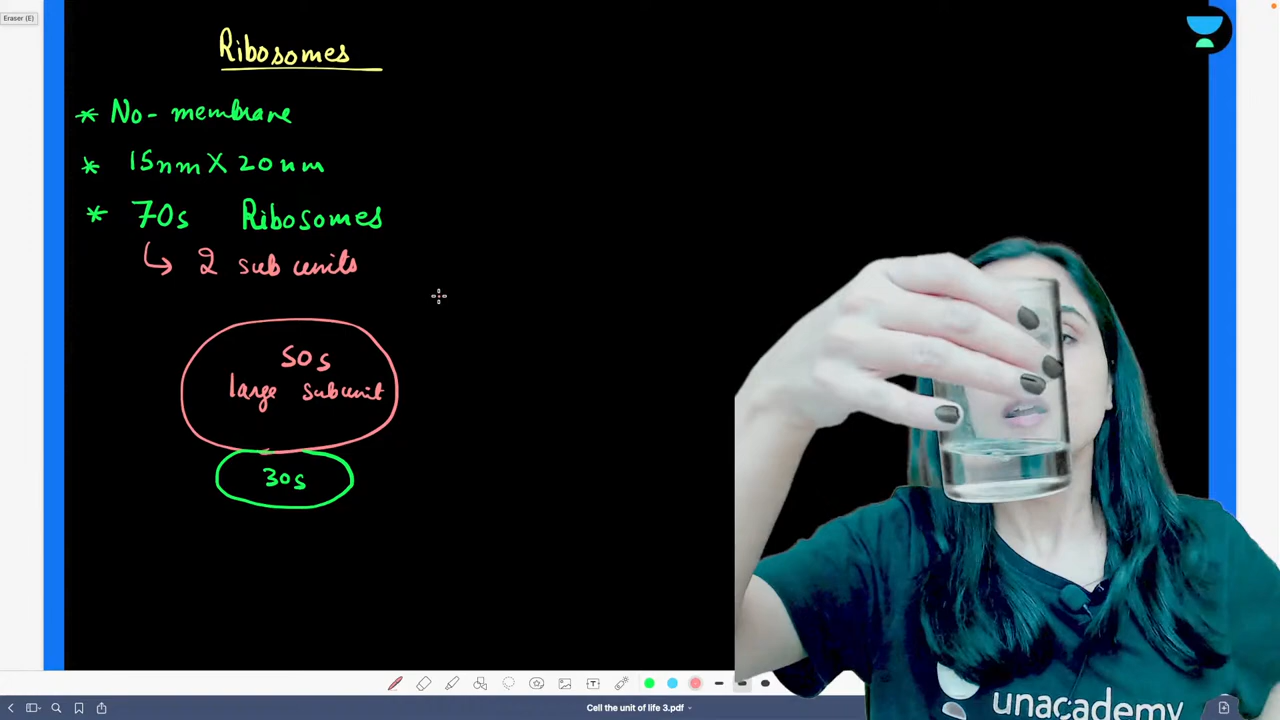 Eraser (E)
Ribosomes
* No- membrane
* 15nm X 20nm
* 70s Ribosomes
↳ 2 sub units
50s
large subunit
30s
unacademy
Cell the unit of life 3.pdf